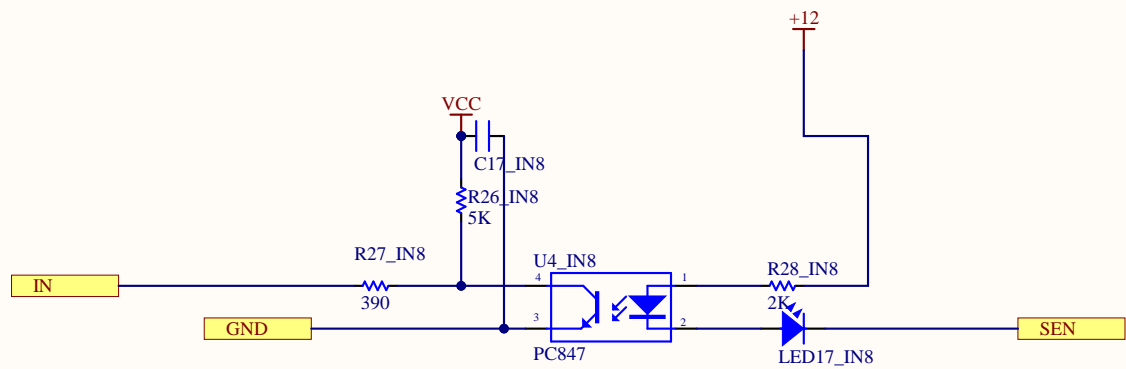 +12
VCC
C17_IN8
R26_IN8
5K
R27_IN8
U4_IN8
R28_IN8
4
1
IN
390
2K
3
2
GND
SEN
PC847
LED17_IN8